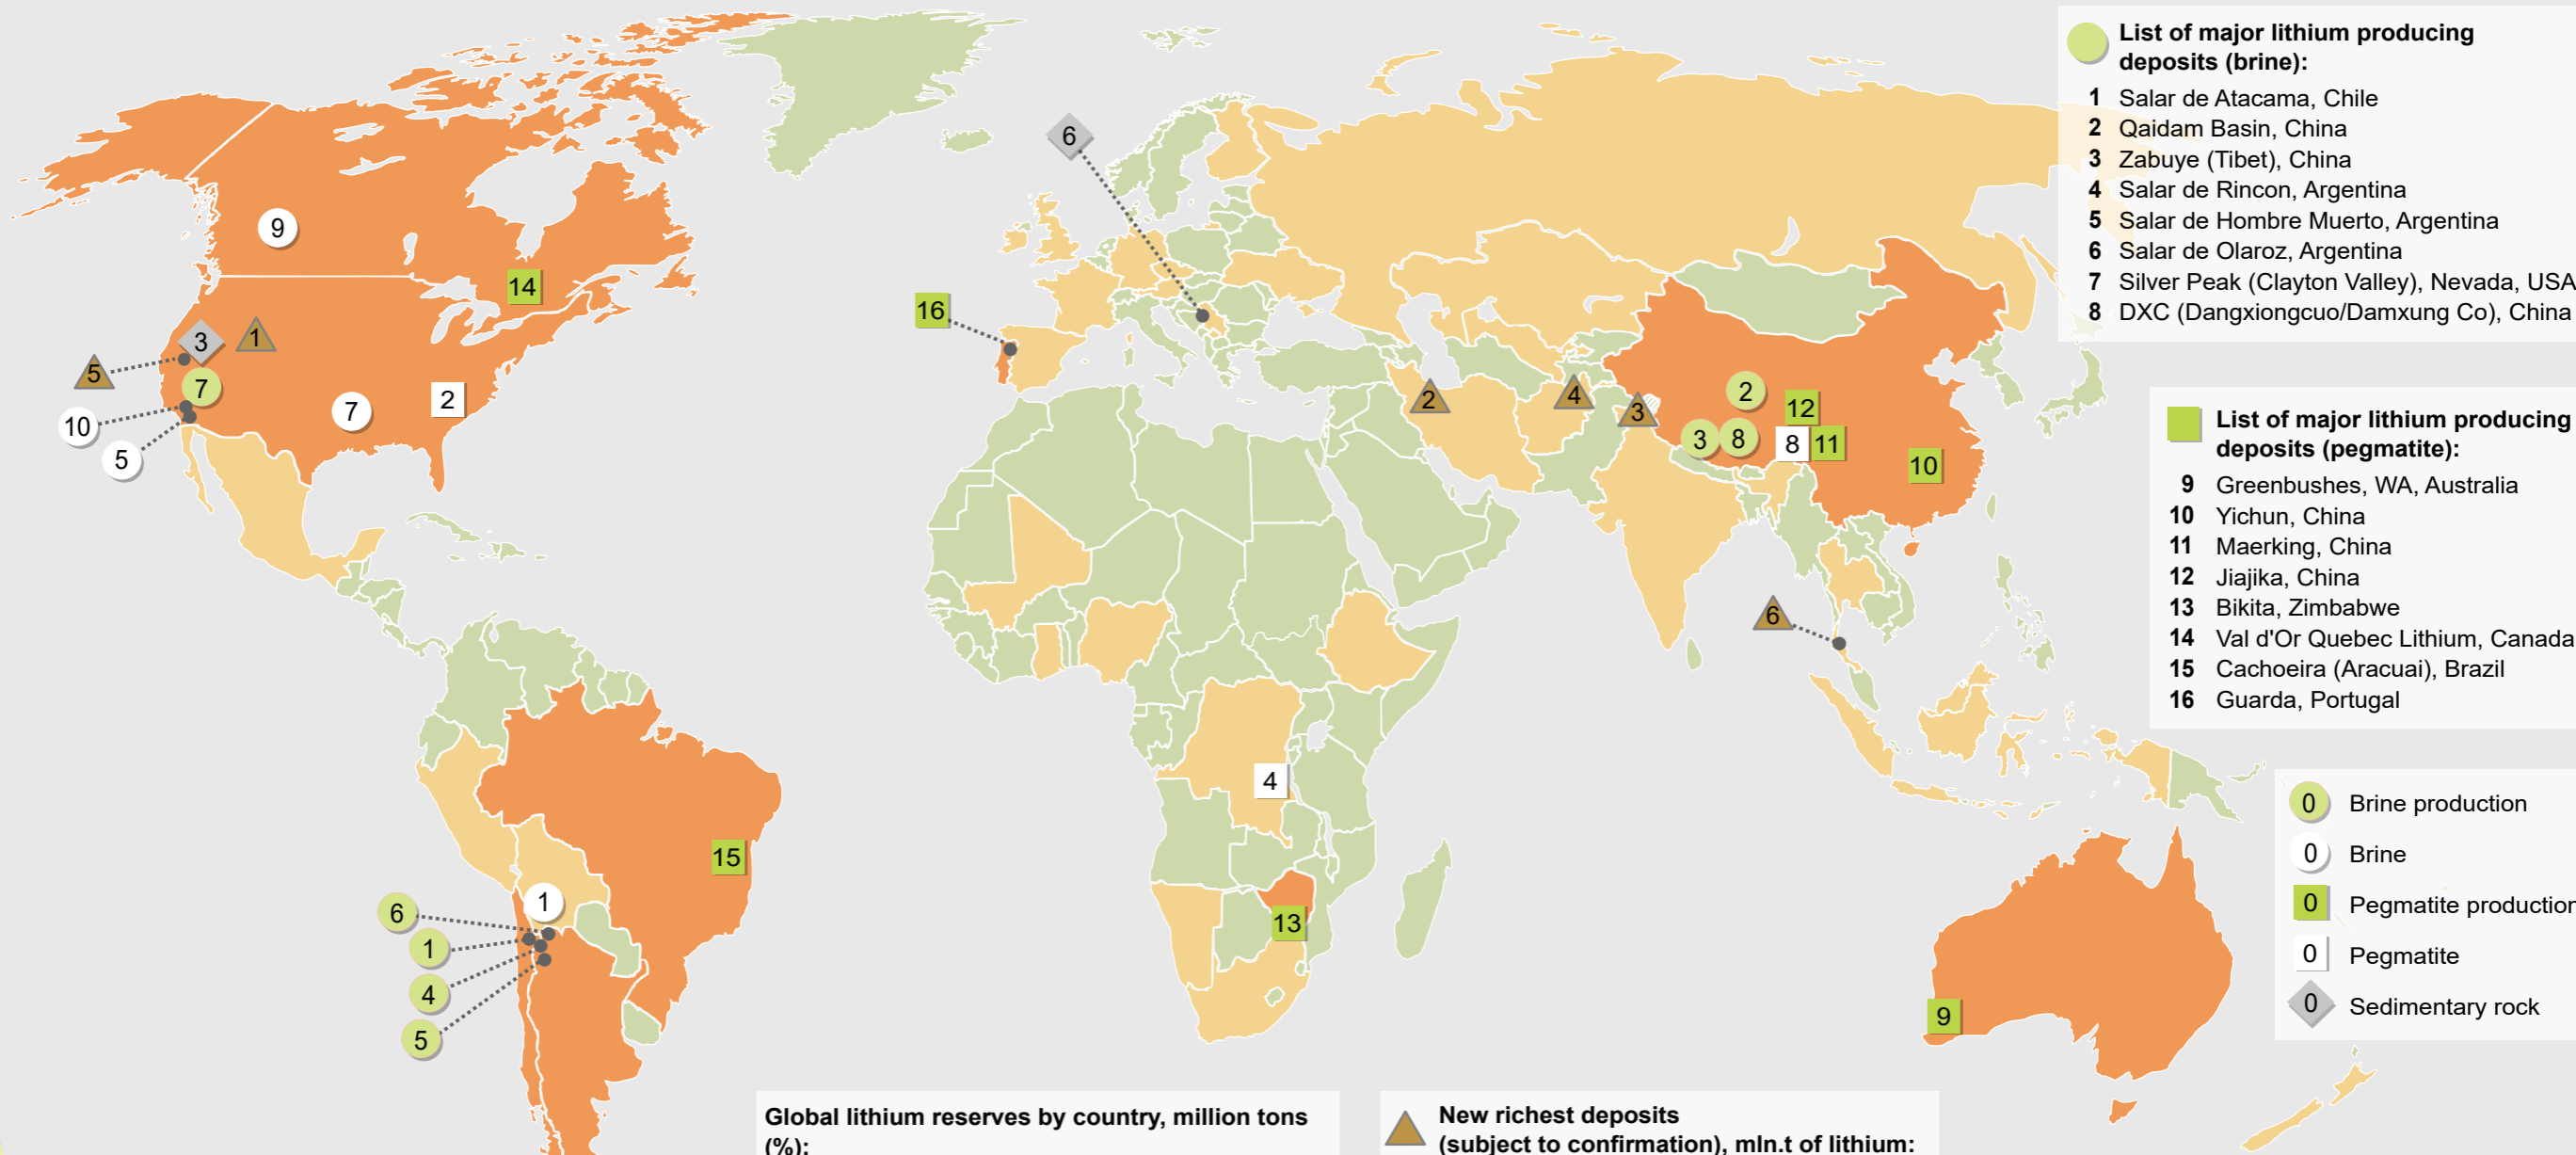 List of major lithium producing
deposits (brine):
1 Salar de Atacama, Chile
2 Qaidam Basin, China
3 Zabuye (Tibet), China
4 Salar de Rincon, Argentina
5 Salar de Hombre Muerto, Argentina
6 Salar de Olaroz, Argentina
7 Silver Peak (Clayton Valley), Nevada, USA
8 DXC (Dangxiongcuo/Damxung Co), China
List of major lithium producing
deposits (pegmatite):
9 Greenbushes, WA, Australia
10 Yichun, China
11 Maerking, China
12 Jiajika, China
13 Bikita, Zimbabwe
14 Val d'Or Quebec Lithium, Canada
15 Cachoeira (Aracuai), Brazil
16 Guarda, Portugal
0 Brine production
0 Brine
0 Pegmatite production
0 Pegmatite
0 Sedimentary rock
6
9
14
16
3
1
5
7
2
7
10
5
2
4
3
2
12
3
8
8
11
10
6
4
15
1
6
1
13
4
5
9
Global lithium reserves by country, million tons
(%):
New richest deposits
(subject to confirmation), mln.t of lithium: